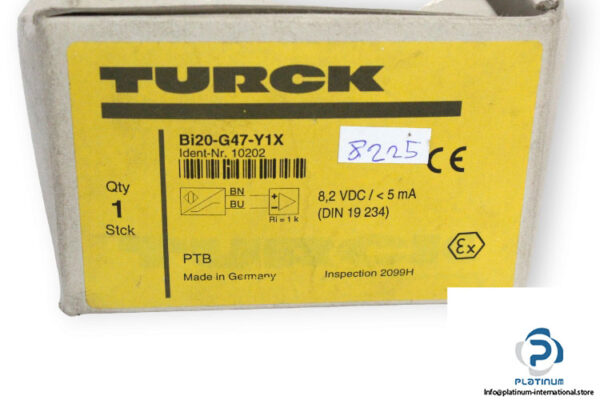 TURCK
Bi20-G47-Y1X
Ident-Nr. 10202
8225
CE
Qty
1
Stck
BN
BU
+
-
Ri = 1 k
8,2 VDC / < 5 mA
(DIN 19 234)
Ex
PTB
Made in Germany
Inspection 2099H
PLATINUM
Info@platinum-international.store